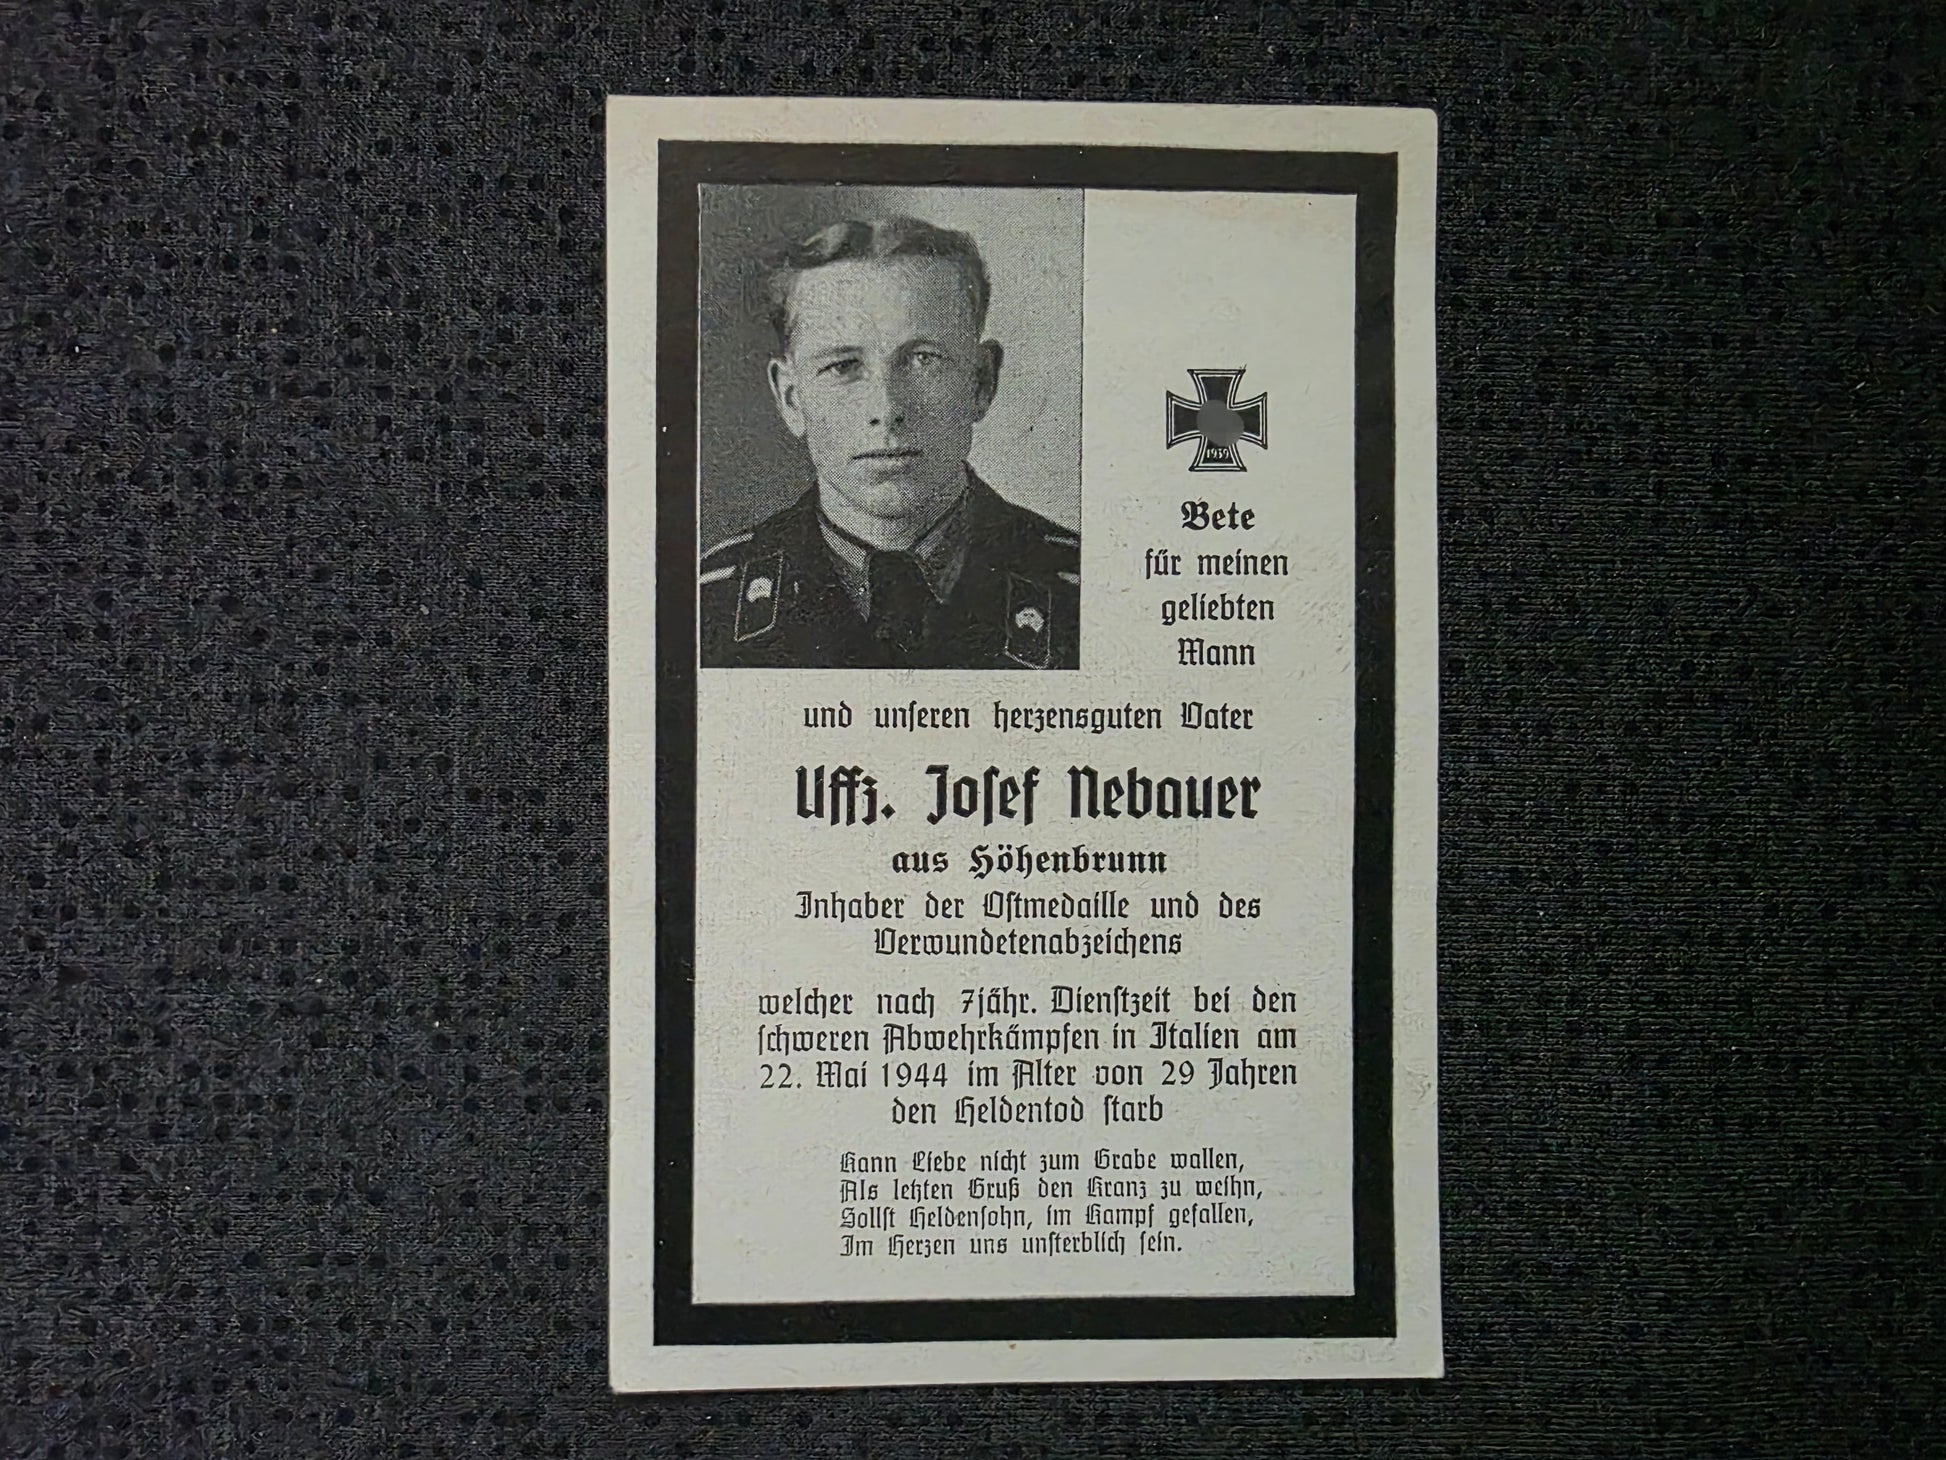 1939
Bete
für meinen
geliebten
Mann
und unseren herzensguten Vater
Uffz. Josef Nebauer
aus Höhenbrunn
Inhaber der Ostmedaille und des
Verwundetenabzeichens
welcher nach 7jähr. Dienstzeit bei den
schweren Abwehrkämpfen in Italien am
22. Mai 1944 im Alter von 29 Jahren
den Heldentod starb
Kann Liebe nicht zum Grabe wallen,
Als letzten Gruß den Kranz zu weihn,
Sollst Heldensohn, im Kampf gefallen,
Im Herzen uns unsterblich sein.